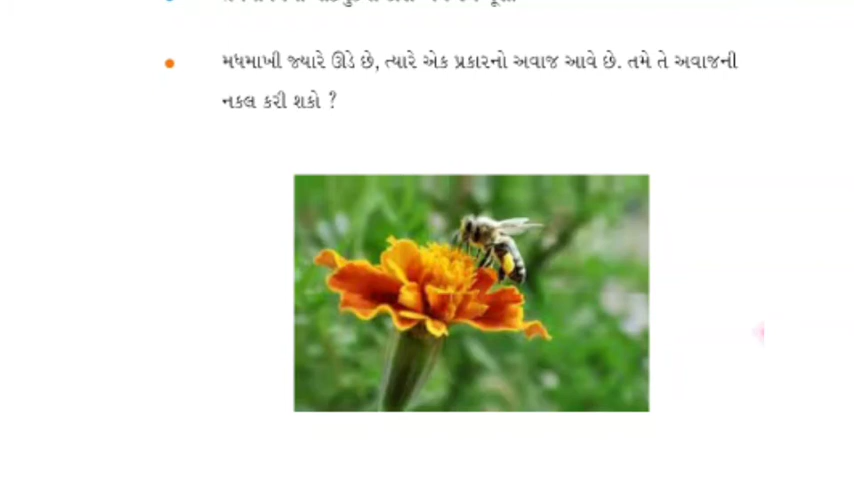 મધમાખી જ્યારે ઊડે છે, ત્યારે એક પ્રકારનો અવાજ આવે છે. તમે તે અવાજની
નકલ કરી શકો ?